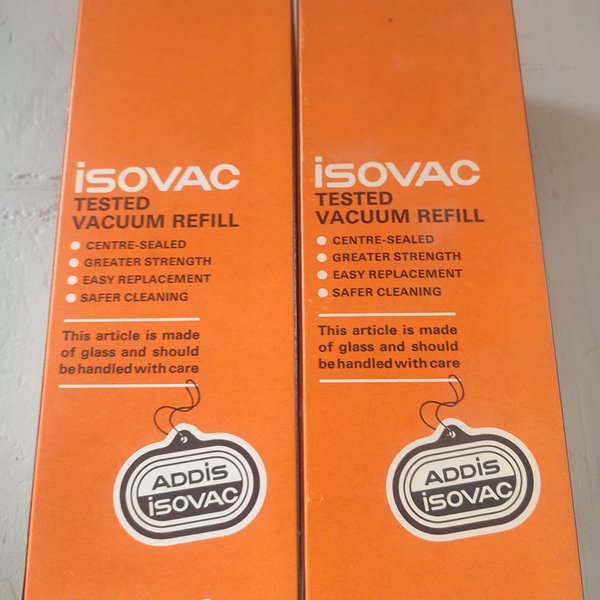 isovac
TESTED
VACUUM REFILL
CENTRE-SEALED
GREATER STRENGTH
EASY REPLACEMENT
SAFER CLEANING
This article is made
of glass and should
be handled with care
ADDIS
isovac
isovac
TESTED
VACUUM REFILL
CENTRE-SEALED
GREATER STRENGTH
EASY REPLACEMENT
SAFER CLEANING
This article is made
of glass and should
be handled with care
ADDIS
isovac